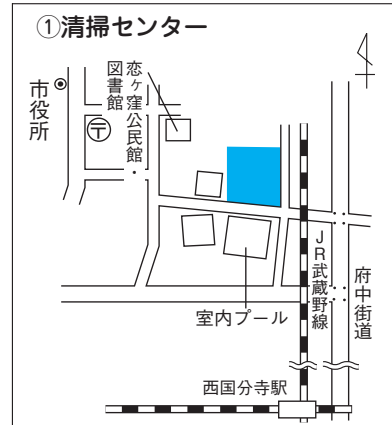 ①清掃センター
市役所
〒
恋ヶ窪公民館・
図書館
JR武蔵野線
府中街道
室内プール
西国分寺駅